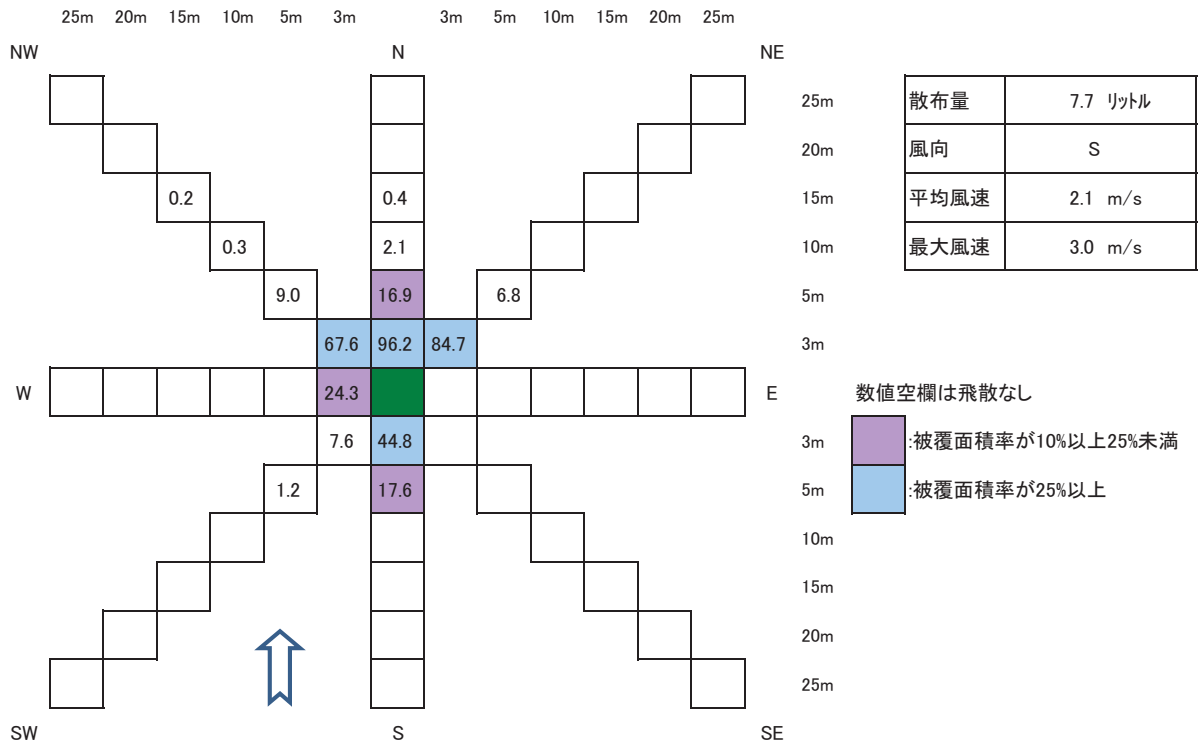 25m 20m 15m 10m 5m 3m 3m 5m 10m 15m 20m 25m
NW N NE
25m
20m
0.2 0.4 15m
0.3 2.1 10m
9.0 16.9 6.8 5m
67.6 96.2 84.7 3m
W 24.3 E
7.6 44.8 3m
1.2 17.6 5m
10m
15m
20m
25m
SW S SE
散布量 7.7 リットル
風向 S
平均風速 2.1 m/s
最大風速 3.0 m/s
数値空欄は飛散なし
:被覆面積率が10%以上25%未満
:被覆面積率が25%以上